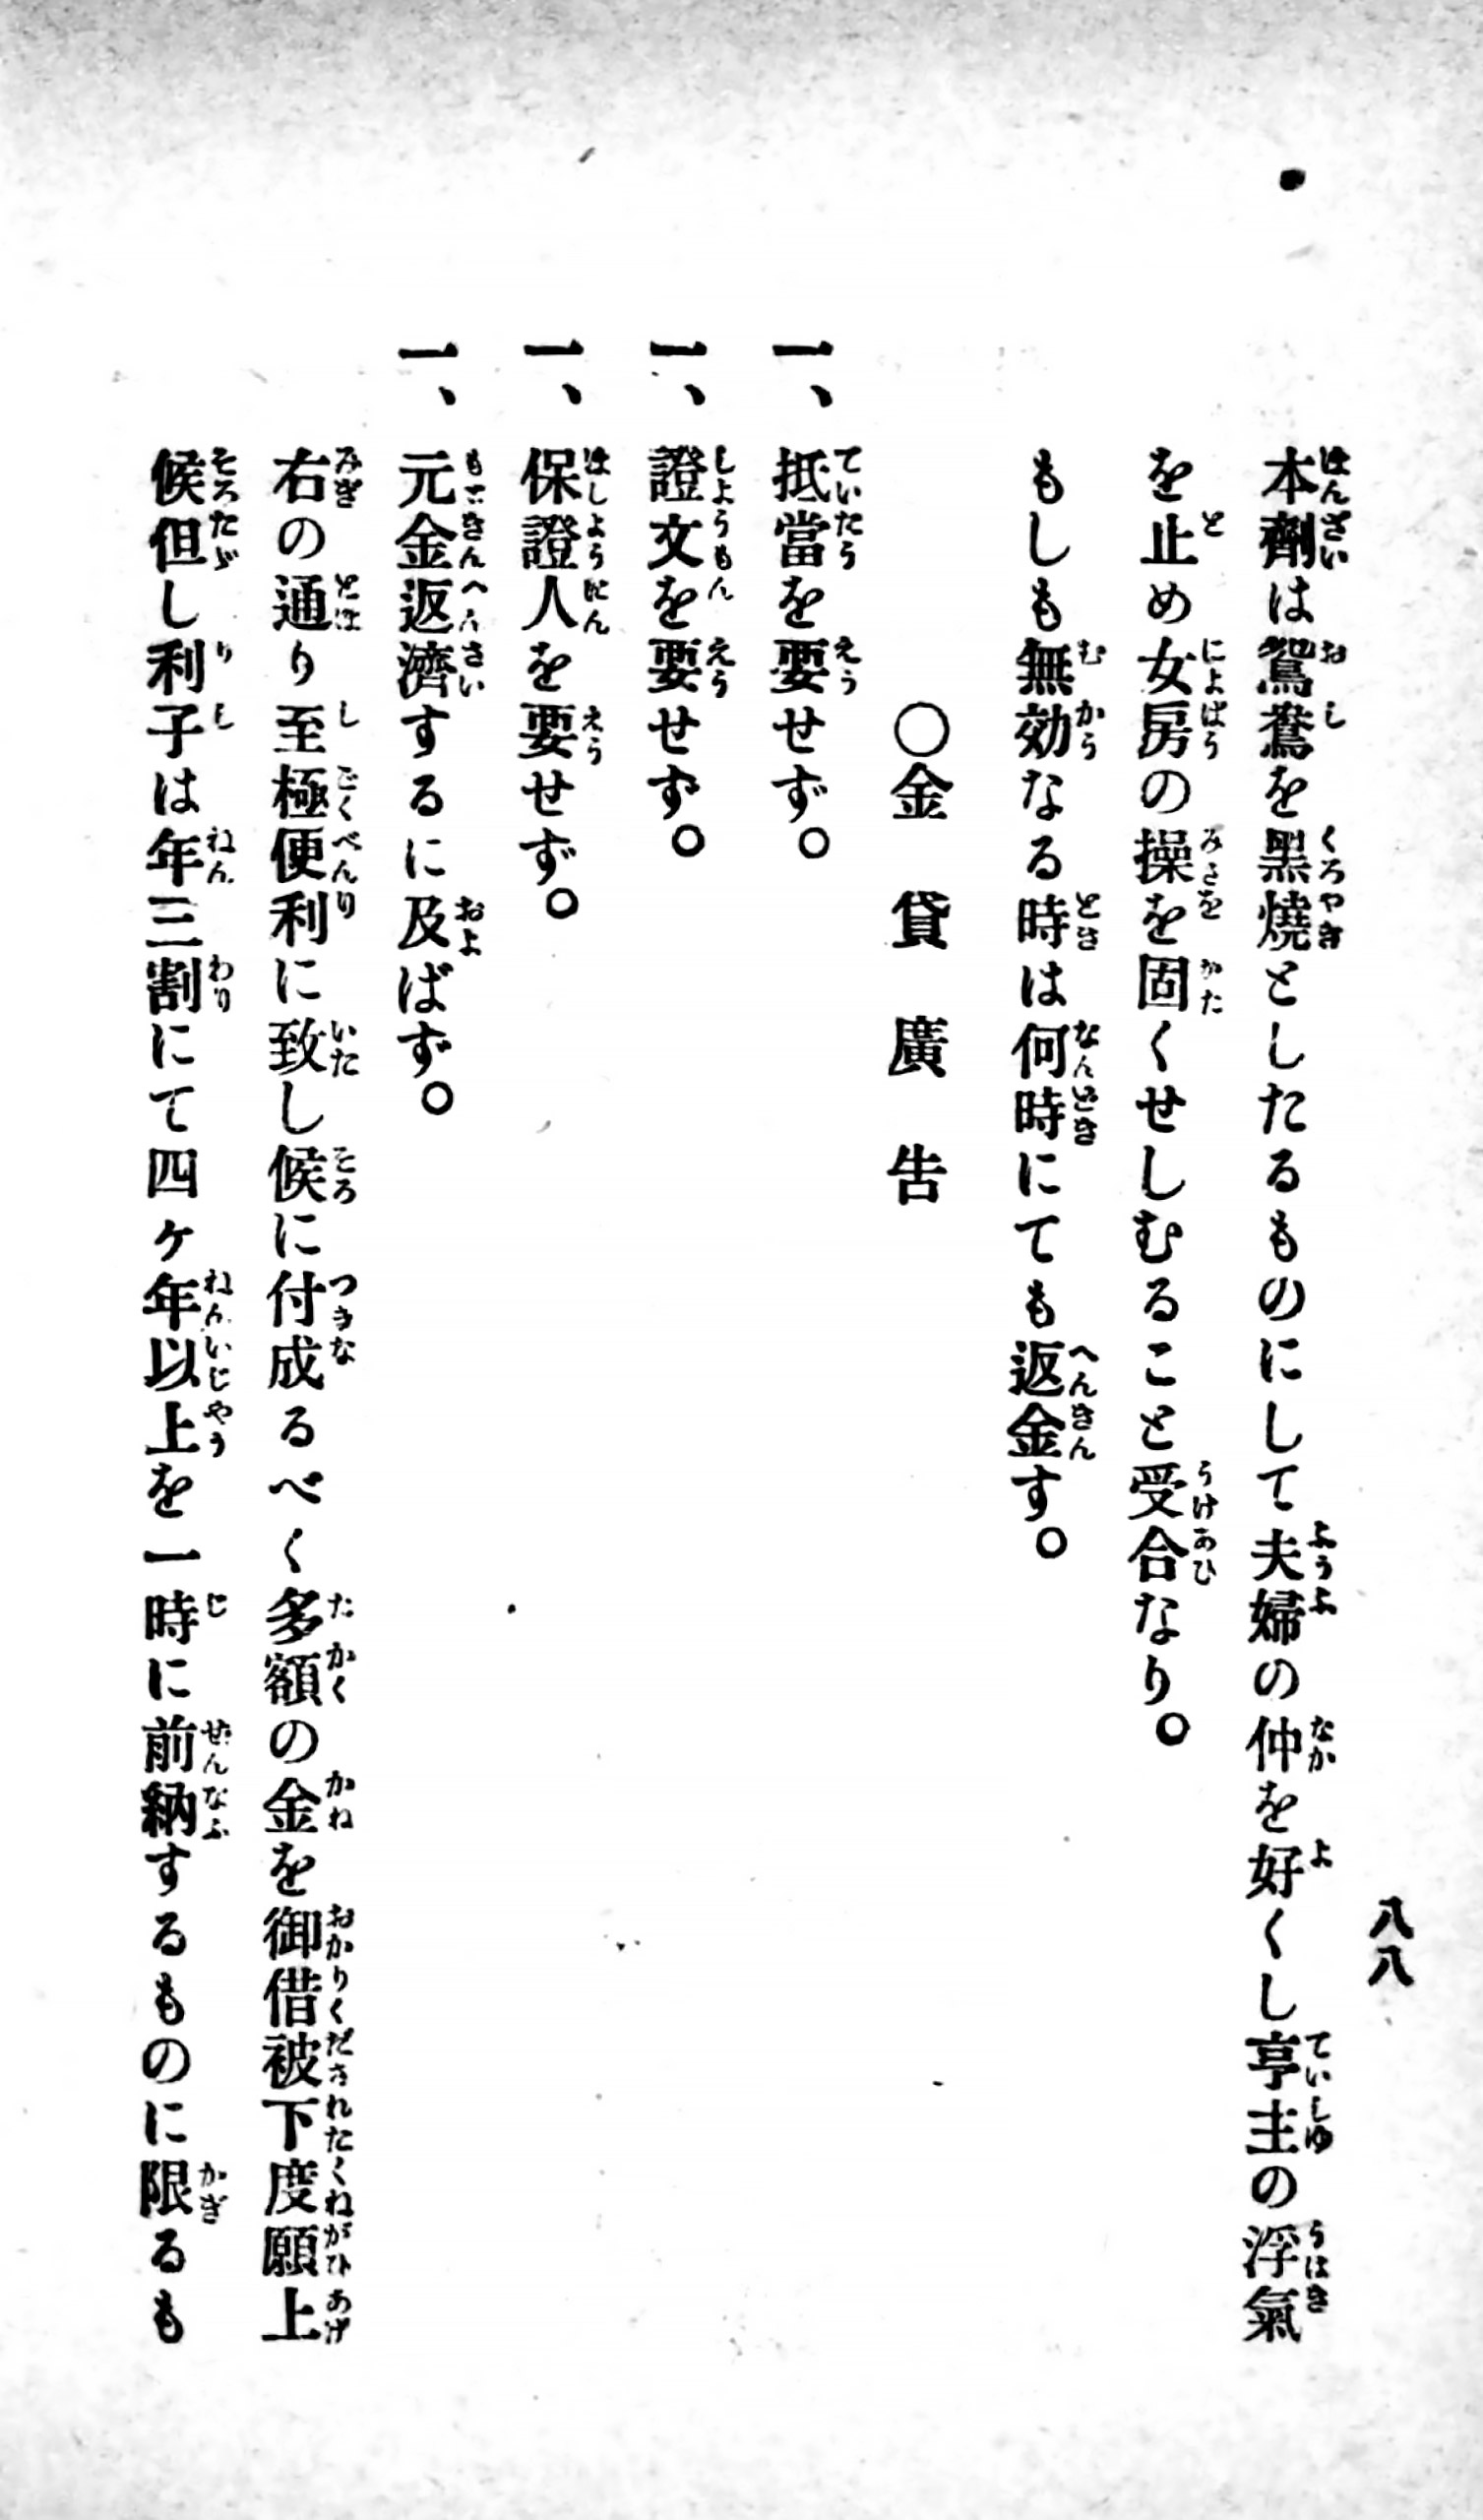 八八
本劑は鴛鴦を黑燒としたるものにして夫婦の仲を好くし亭主の浮氣
を止め女房の操を固くせしむること受合なり。
もしも無効なる時は何時にても返金す。
〇金貸廣告
一、抵當を要せず。
一、證文を要せず。
一、保證人を要せず。
一、元金返濟するに及ばず。
右の通り至極便利に致し候に付成るべく多額の金を御借被下度願上
候但し利子は年三割にて四ヶ年以上を一時に前納するものに限るも